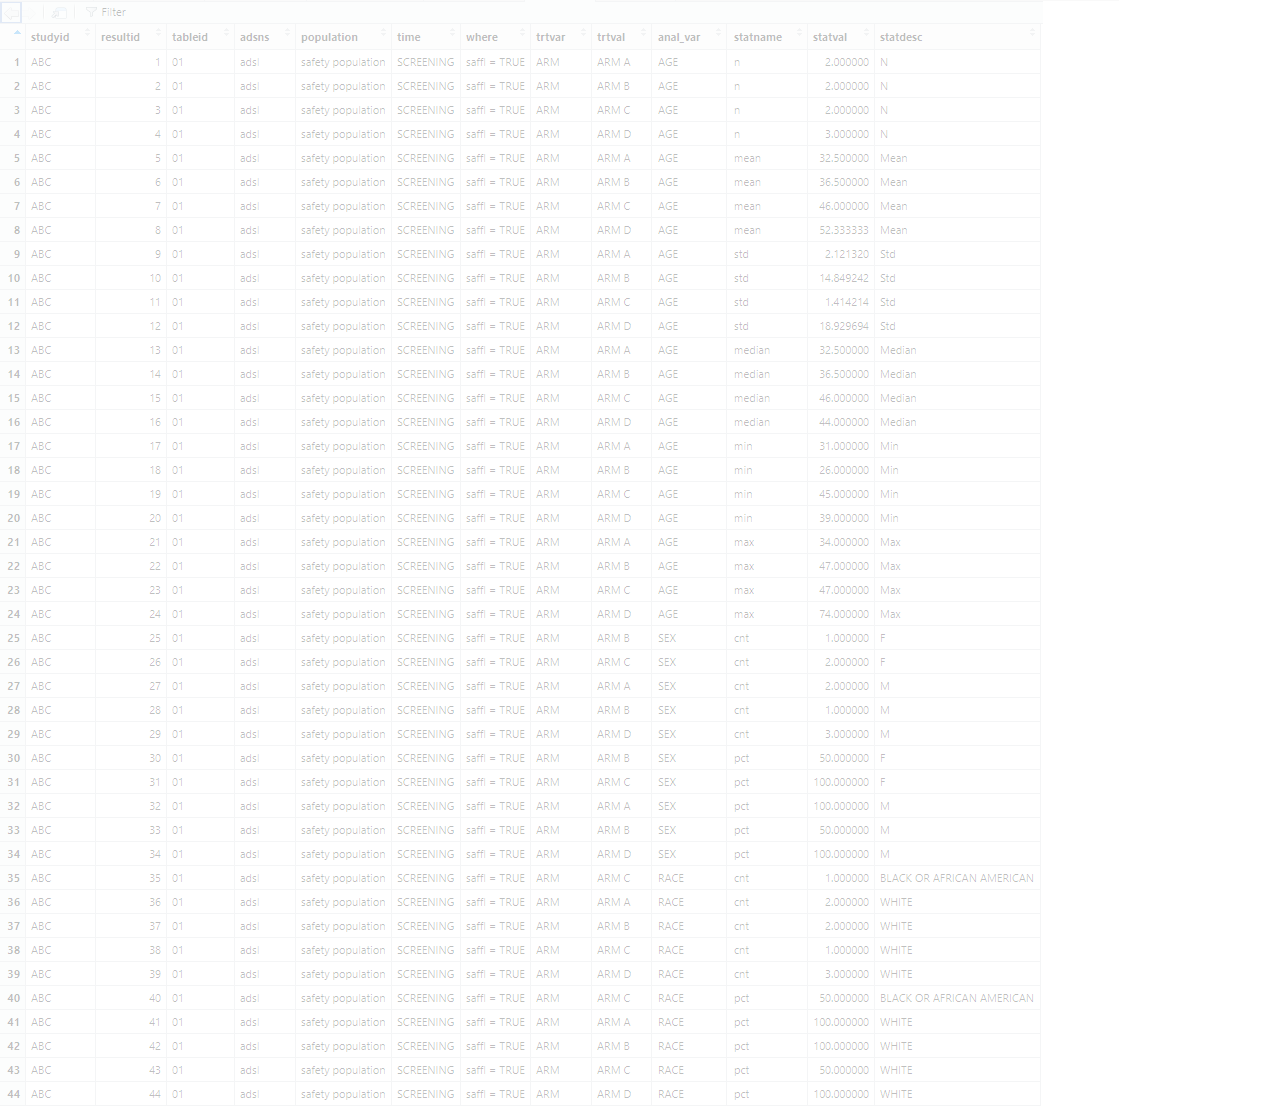 Filter
studyid resultid tableid adsns population time where trtvar trtval anal_var statname statval statdesc
1 ABC 1 01 adsl safety population SCREENING saffl = TRUE ARM ARM A AGE n 2.000000 N
2 ABC 2 01 adsl safety population SCREENING saffl = TRUE ARM ARM B AGE n 2.000000 N
3 ABC 3 01 adsl safety population SCREENING saffl = TRUE ARM ARM C AGE n 2.000000 N
4 ABC 4 01 adsl safety population SCREENING saffl = TRUE ARM ARM D AGE n 3.000000 N
5 ABC 5 01 adsl safety population SCREENING saffl = TRUE ARM ARM A AGE mean 32.500000 Mean
6 ABC 6 01 adsl safety population SCREENING saffl = TRUE ARM ARM B AGE mean 36.500000 Mean
7 ABC 7 01 adsl safety population SCREENING saffl = TRUE ARM ARM C AGE mean 46.000000 Mean
8 ABC 8 01 adsl safety population SCREENING saffl = TRUE ARM ARM D AGE mean 52.333333 Mean
9 ABC 9 01 adsl safety population SCREENING saffl = TRUE ARM ARM A AGE std 2.121320 Std
10 ABC 10 01 adsl safety population SCREENING saffl = TRUE ARM ARM B AGE std 14.849242 Std
11 ABC 11 01 adsl safety population SCREENING saffl = TRUE ARM ARM C AGE std 1.414214 Std
12 ABC 12 01 adsl safety population SCREENING saffl = TRUE ARM ARM D AGE std 18.929694 Std
13 ABC 13 01 adsl safety population SCREENING saffl = TRUE ARM ARM A AGE median 32.500000 Median
14 ABC 14 01 adsl safety population SCREENING saffl = TRUE ARM ARM B AGE median 36.500000 Median
15 ABC 15 01 adsl safety population SCREENING saffl = TRUE ARM ARM C AGE median 46.000000 Median
16 ABC 16 01 adsl safety population SCREENING saffl = TRUE ARM ARM D AGE median 44.000000 Median
17 ABC 17 01 adsl safety population SCREENING saffl = TRUE ARM ARM A AGE min 31.000000 Min
18 ABC 18 01 adsl safety population SCREENING saffl = TRUE ARM ARM B AGE min 26.000000 Min
19 ABC 19 01 adsl safety population SCREENING saffl = TRUE ARM ARM C AGE min 45.000000 Min
20 ABC 20 01 adsl safety population SCREENING saffl = TRUE ARM ARM D AGE min 39.000000 Min
21 ABC 21 01 adsl safety population SCREENING saffl = TRUE ARM ARM A AGE max 34.000000 Max
22 ABC 22 01 adsl safety population SCREENING saffl = TRUE ARM ARM B AGE max 47.000000 Max
23 ABC 23 01 adsl safety population SCREENING saffl = TRUE ARM ARM C AGE max 47.000000 Max
24 ABC 24 01 adsl safety population SCREENING saffl = TRUE ARM ARM D AGE max 74.000000 Max
25 ABC 25 01 adsl safety population SCREENING saffl = TRUE ARM ARM B SEX cnt 1.000000 F
26 ABC 26 01 adsl safety population SCREENING saffl = TRUE ARM ARM C SEX cnt 2.000000 F
27 ABC 27 01 adsl safety population SCREENING saffl = TRUE ARM ARM A SEX cnt 2.000000 M
28 ABC 28 01 adsl safety population SCREENING saffl = TRUE ARM ARM B SEX cnt 1.000000 M
29 ABC 29 01 adsl safety population SCREENING saffl = TRUE ARM ARM D SEX cnt 3.000000 M
30 ABC 30 01 adsl safety population SCREENING saffl = TRUE ARM ARM B SEX pct 50.000000 F
31 ABC 31 01 adsl safety population SCREENING saffl = TRUE ARM ARM C SEX pct 100.000000 F
32 ABC 32 01 adsl safety population SCREENING saffl = TRUE ARM ARM A SEX pct 100.000000 M
33 ABC 33 01 adsl safety population SCREENING saffl = TRUE ARM ARM B SEX pct 50.000000 M
34 ABC 34 01 adsl safety population SCREENING saffl = TRUE ARM ARM D SEX pct 100.000000 M
35 ABC 35 01 adsl safety population SCREENING saffl = TRUE ARM ARM C RACE cnt 1.000000 BLACK OR AFRICAN AMERICAN
36 ABC 36 01 adsl safety population SCREENING saffl = TRUE ARM ARM A RACE cnt 2.000000 WHITE
37 ABC 37 01 adsl safety population SCREENING saffl = TRUE ARM ARM B RACE cnt 2.000000 WHITE
38 ABC 38 01 adsl safety population SCREENING saffl = TRUE ARM ARM C RACE cnt 1.000000 WHITE
39 ABC 39 01 adsl safety population SCREENING saffl = TRUE ARM ARM D RACE cnt 3.000000 WHITE
40 ABC 40 01 adsl safety population SCREENING saffl = TRUE ARM ARM C RACE pct 50.000000 BLACK OR AFRICAN AMERICAN
41 ABC 41 01 adsl safety population SCREENING saffl = TRUE ARM ARM A RACE pct 100.000000 WHITE
42 ABC 42 01 adsl safety population SCREENING saffl = TRUE ARM ARM B RACE pct 100.000000 WHITE
43 ABC 43 01 adsl safety population SCREENING saffl = TRUE ARM ARM C RACE pct 50.000000 WHITE
44 ABC 44 01 adsl safety population SCREENING saffl = TRUE ARM ARM D RACE pct 100.000000 WHITE